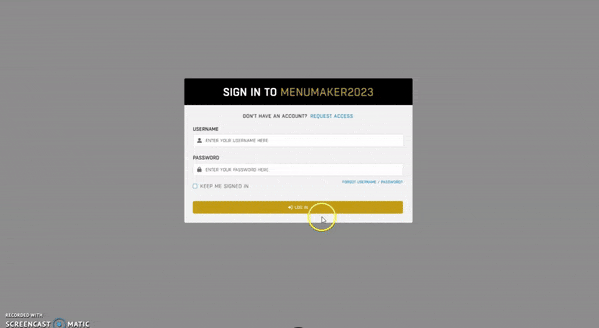 SIGN IN TO MENUMAKER2023
DON'T HAVE AN ACCOUNT? REQUEST ACCESS
USERNAME
ENTER YOUR USERNAME HERE
PASSWORD
ENTER YOUR PASSWORD HERE
FORGOT USERNAME / PASSWORD?
KEEP ME SIGNED IN
LOG IN
RECORDED WITH
SCREENCAST MATIC